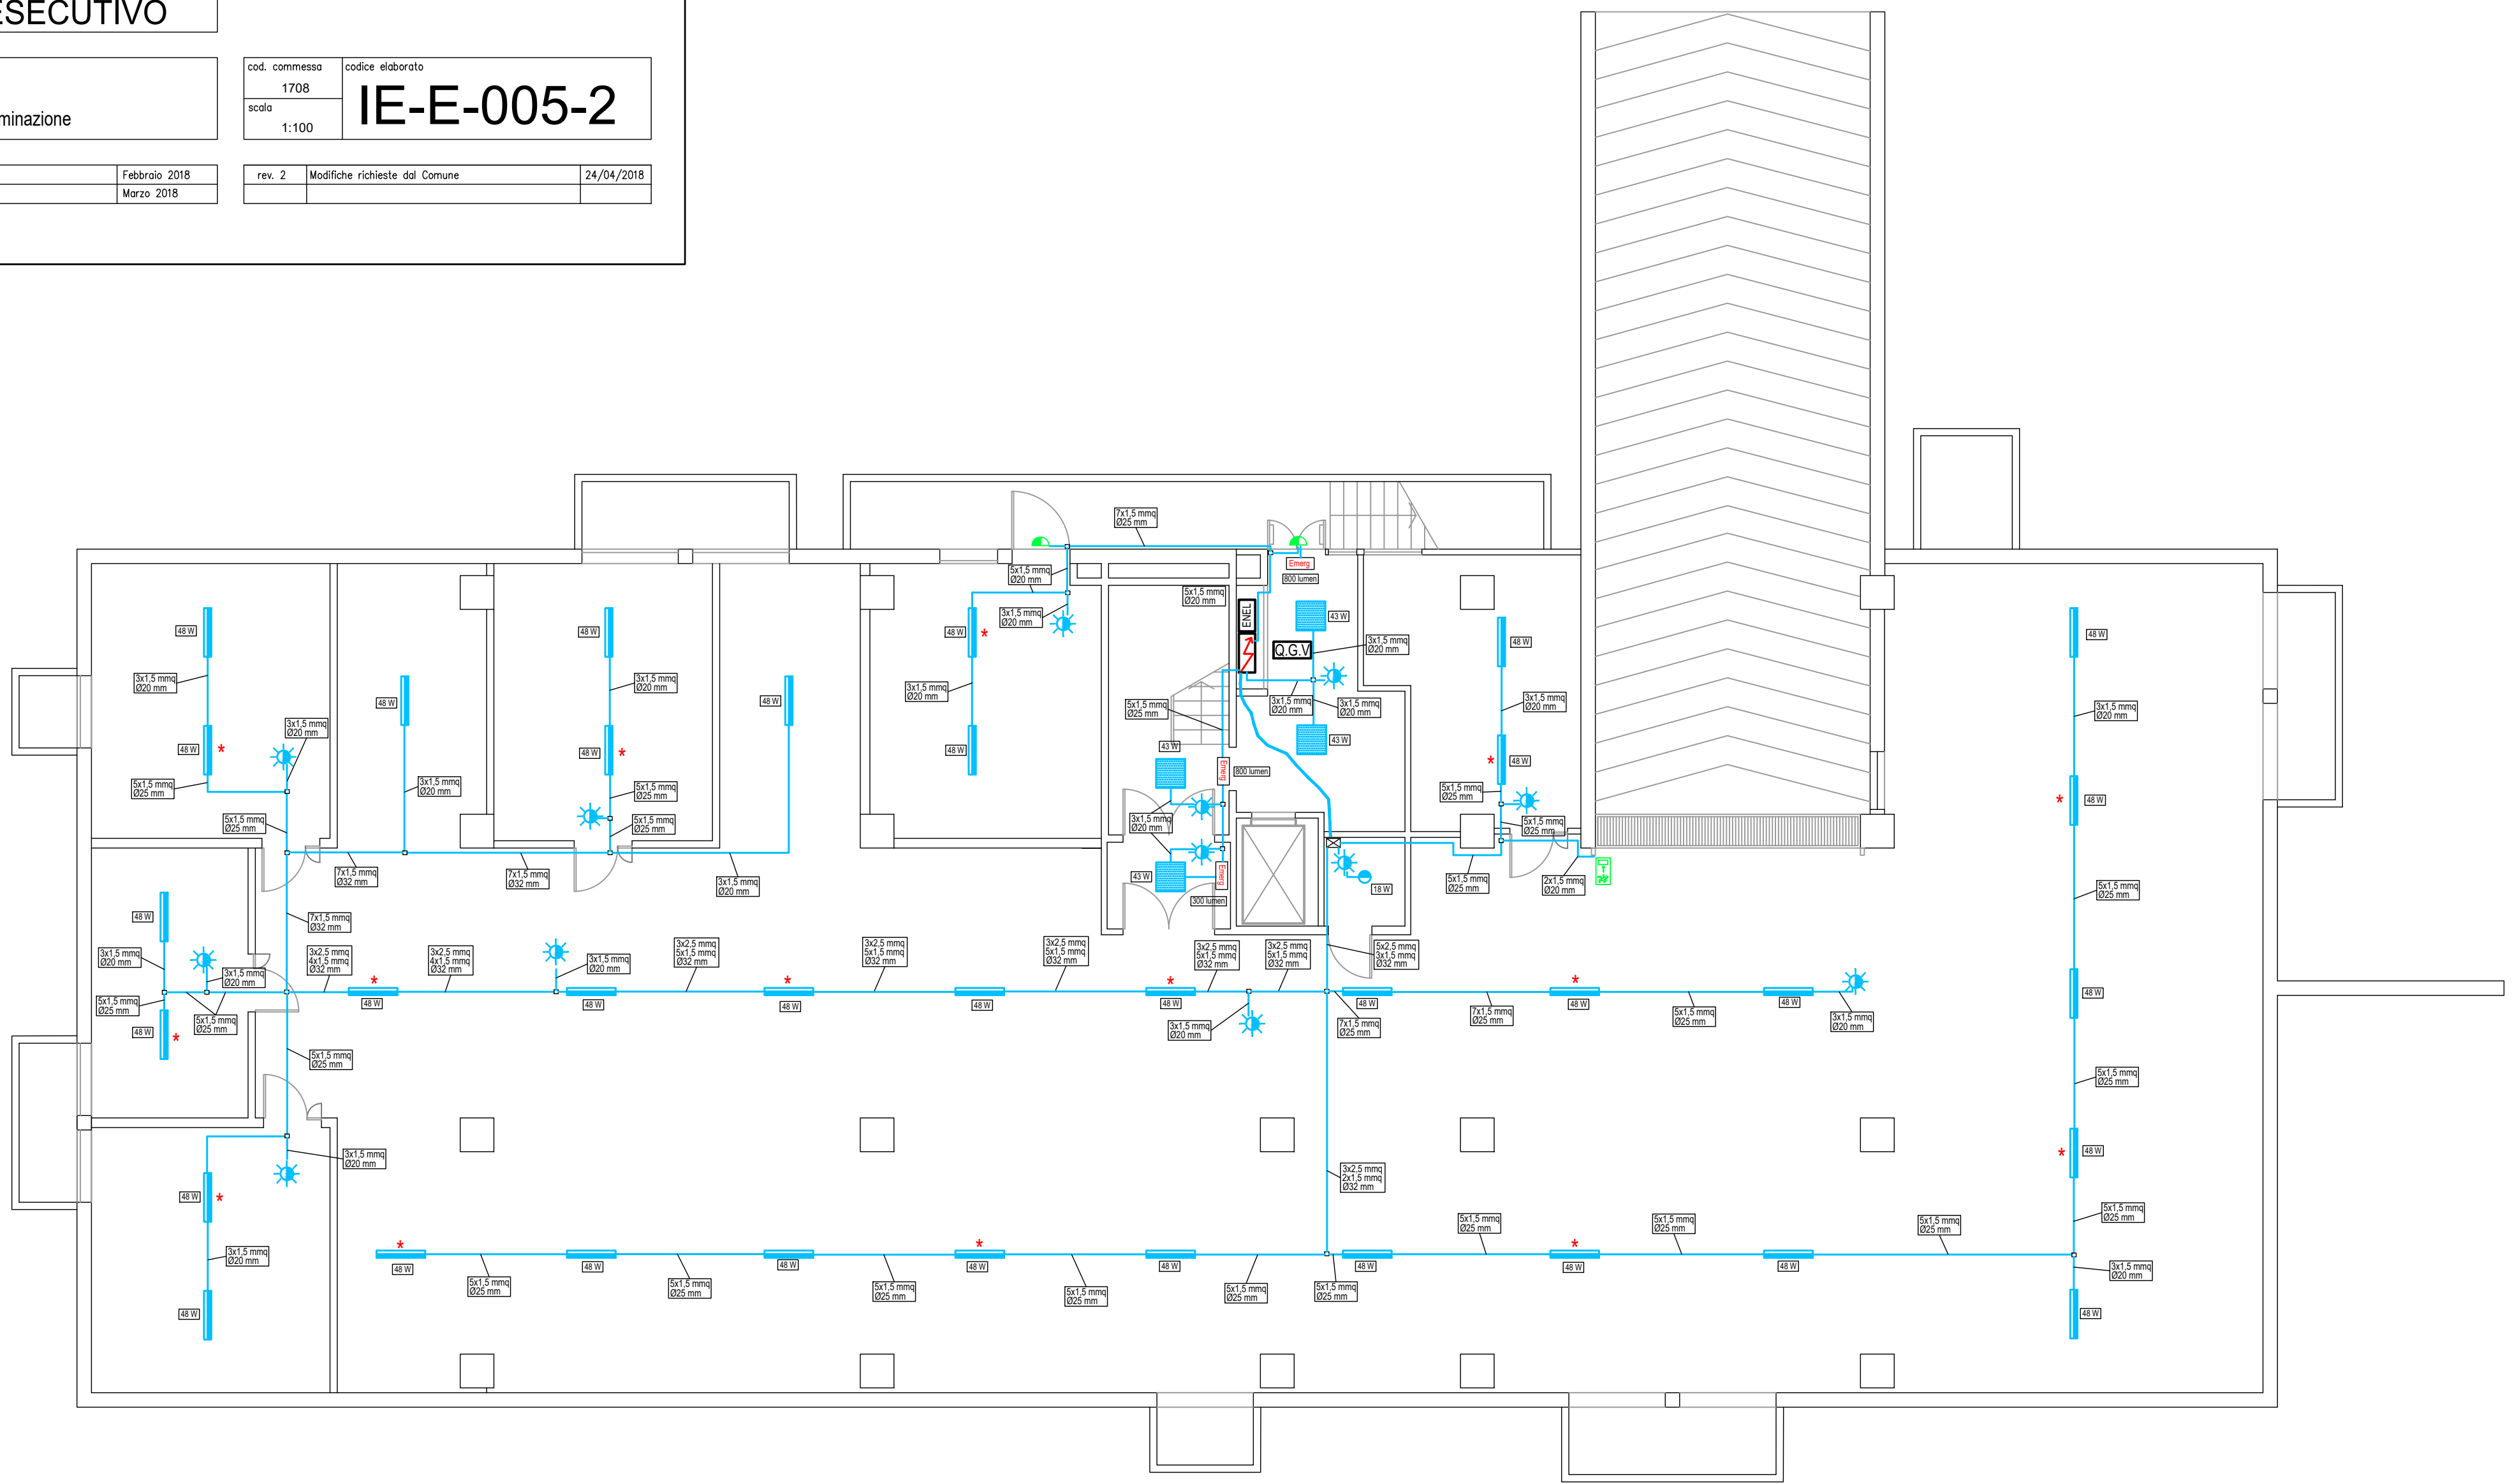 ESECUTIVO
cod. commessa
1708
codice elaborato
IE-E-005-2
scala
1:100
minazione
Febbraio 2018
Marzo 2018
rev. 2
Modifiche richieste dal Comune
24/04/2018
7x1,5 mmq
Ø25 mm
5x1,5 mmq
Ø20 mm
3x1,5 mmq
Ø20 mm
Emerg
800 lumen
5x1,5 mmq
Ø20 mm
ENEL
43 W
Q.G.V
3x1,5 mmq
Ø20 mm
48 W
48 W
48 W
*
48 W
48 W
3x1,5 mmq
Ø20 mm
3x1,5 mmq
Ø20 mm
3x1,5 mmq
Ø20 mm
48 W
48 W
3x1,5 mmq
Ø20 mm
5x1,5 mmq
Ø25 mm
3x1,5 mmq
Ø20 mm
3x1,5 mmq
Ø20 mm
3x1,5 mmq
Ø20 mm
3x1,5 mmq
Ø20 mm
3x1,5 mmq
Ø20 mm
48 W
*
48 W
*
48 W
43 W
Emerg
800 lumen
43 W
*
48 W
5x1,5 mmq
Ø25 mm
3x1,5 mmq
Ø20 mm
5x1,5 mmq
Ø25 mm
5x1,5 mmq
Ø25 mm
*
48 W
5x1,5 mmq
Ø25 mm
5x1,5 mmq
Ø25 mm
3x1,5 mmq
Ø20 mm
5x1,5 mmq
Ø25 mm
7x1,5 mmq
Ø32 mm
7x1,5 mmq
Ø32 mm
3x1,5 mmq
Ø20 mm
43 W
Emerg
300 lumen
18 W
5x1,5 mmq
Ø25 mm
2x1,5 mmq
Ø20 mm
5x1,5 mmq
Ø25 mm
48 W
7x1,5 mmq
Ø32 mm
3x1,5 mmq
Ø20 mm
3x1,5 mmq
Ø20 mm
3x2,5 mmq
4x1,5 mmq
Ø32 mm
3x2,5 mmq
4x1,5 mmq
Ø32 mm
3x1,5 mmq
Ø20 mm
3x2,5 mmq
5x1,5 mmq
Ø32 mm
3x2,5 mmq
5x1,5 mmq
Ø32 mm
3x2,5 mmq
5x1,5 mmq
Ø32 mm
3x2,5 mmq
5x1,5 mmq
Ø32 mm
3x2,5 mmq
5x1,5 mmq
Ø32 mm
5x2,5 mmq
3x1,5 mmq
Ø32 mm
*
*
*
*
48 W
48 W
48 W
48 W
48 W
48 W
48 W
48 W
48 W
5x1,5 mmq
Ø25 mm
48 W
*
5x1,5 mmq
Ø25 mm
3x1,5 mmq
Ø20 mm
7x1,5 mmq
Ø25 mm
7x1,5 mmq
Ø25 mm
5x1,5 mmq
Ø25 mm
3x1,5 mmq
Ø20 mm
5x1,5 mmq
Ø25 mm
5x1,5 mmq
Ø25 mm
3x1,5 mmq
Ø20 mm
*
48 W
48 W
*
3x2,5 mmq
2x1,5 mmq
Ø32 mm
5x1,5 mmq
Ø25 mm
5x1,5 mmq
Ø25 mm
5x1,5 mmq
Ø25 mm
5x1,5 mmq
Ø25 mm
3x1,5 mmq
Ø20 mm
*
*
*
48 W
48 W
48 W
48 W
48 W
48 W
48 W
48 W
3x1,5 mmq
Ø20 mm
5x1,5 mmq
Ø25 mm
5x1,5 mmq
Ø25 mm
5x1,5 mmq
Ø25 mm
5x1,5 mmq
Ø25 mm
5x1,5 mmq
Ø25 mm
5x1,5 mmq
Ø25 mm
48 W
48 W